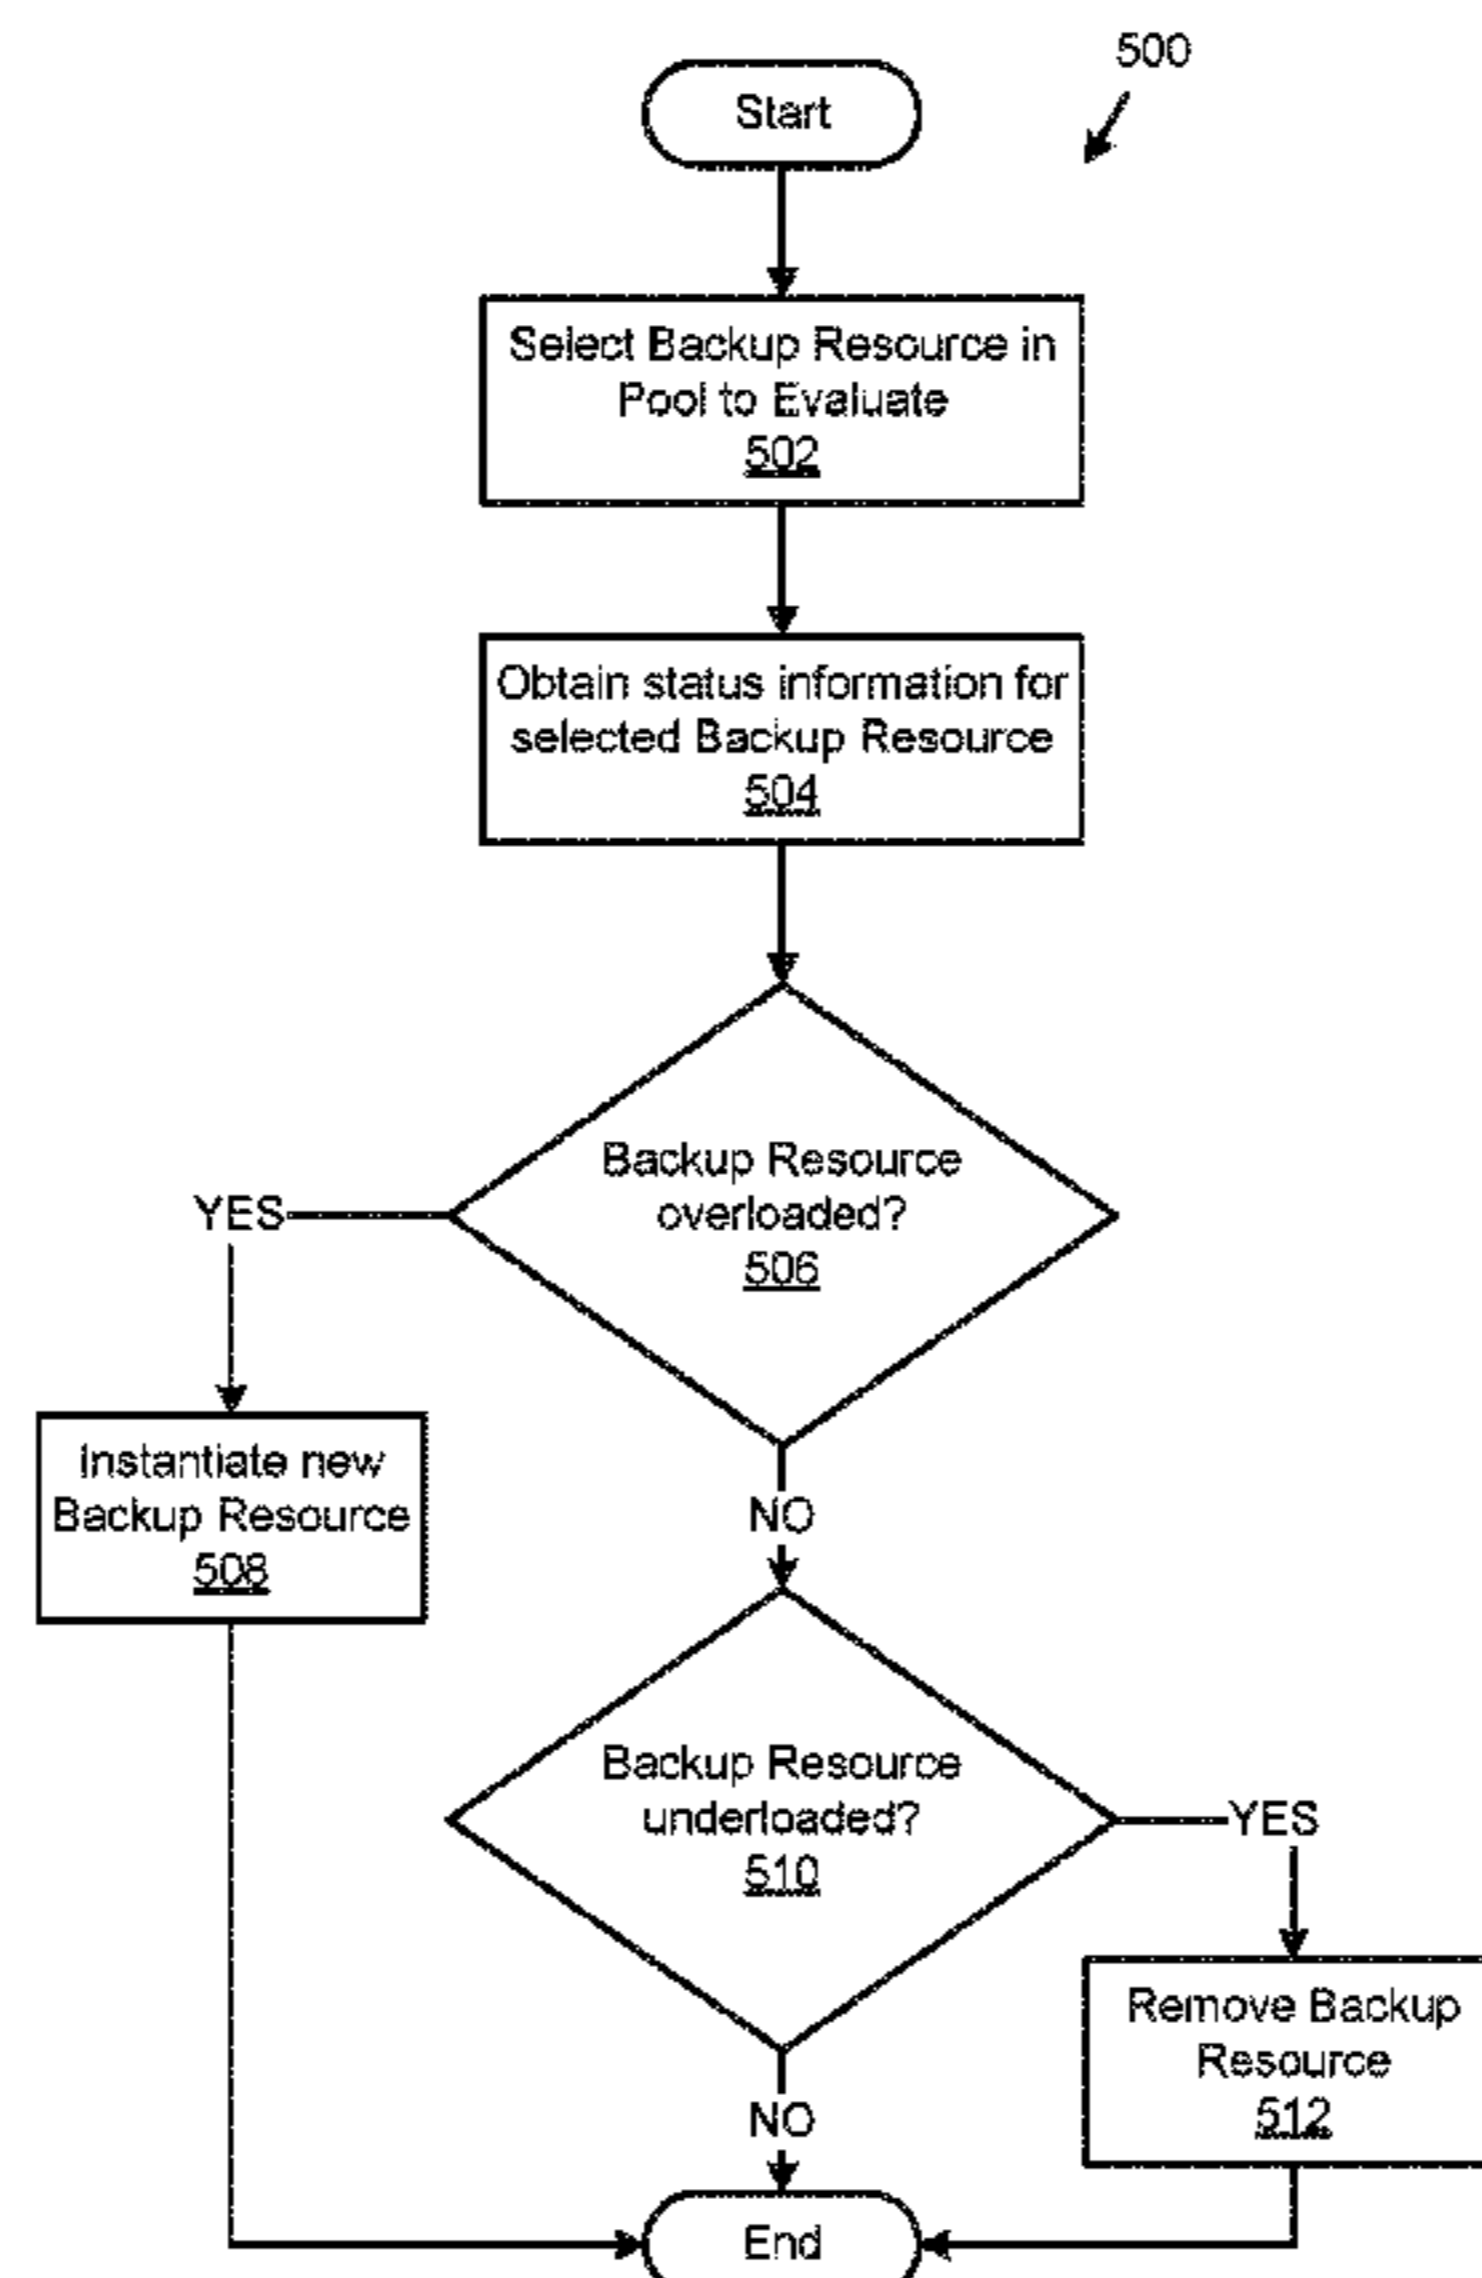 500
Start
Select Backup Resource in
Pool to Evaluate
502
Obtain status information for
selected Backup Resource
504
Backup Resource
overloaded?
506
YES
Instantiate new
Backup Resource
508
NO
Backup Resource
underloaded?
510
YES
Remove Backup
Resource
512
NO
End